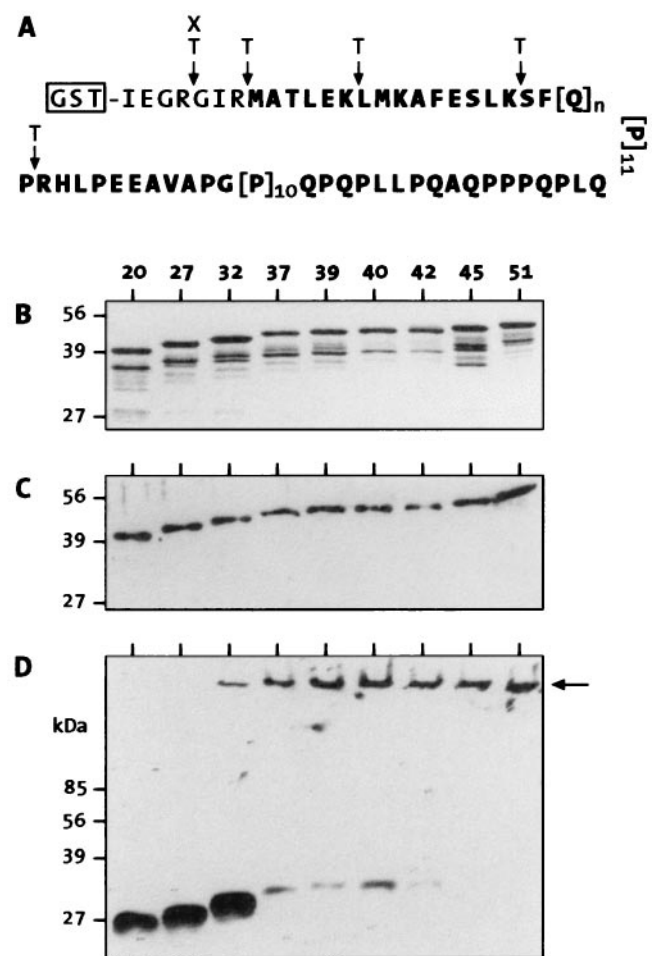 A
X
T T T T
GST-IEGRGIRMATLEKLMKAFESLKSF[Q]n
[P]11
T
PRHLPEEAVAPG[P]10QPQPLLPQAQPPPQPLQ
20 27 32 37 39 40 42 45 51
B
56
39
27
C
56
39
27
D
kDa
85
56
39
27